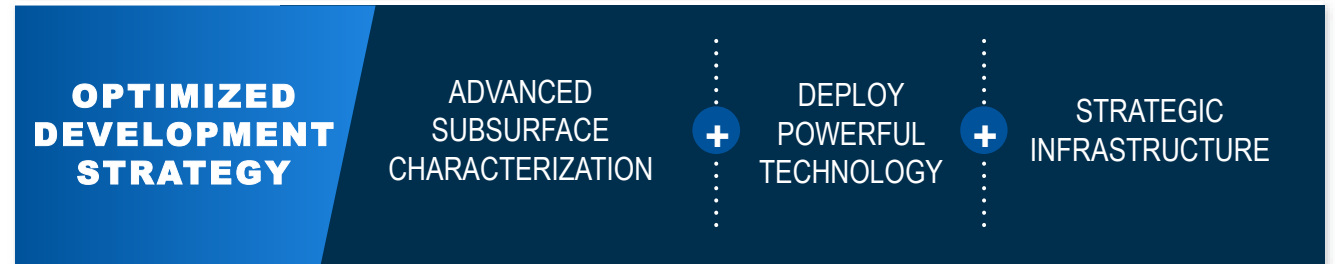 OPTIMIZED
DEVELOPMENT
STRATEGY
ADVANCED
SUBSURFACE
CHARACTERIZATION
+
DEPLOY
POWERFUL
TECHNOLOGY
+
STRATEGIC
INFRASTRUCTURE